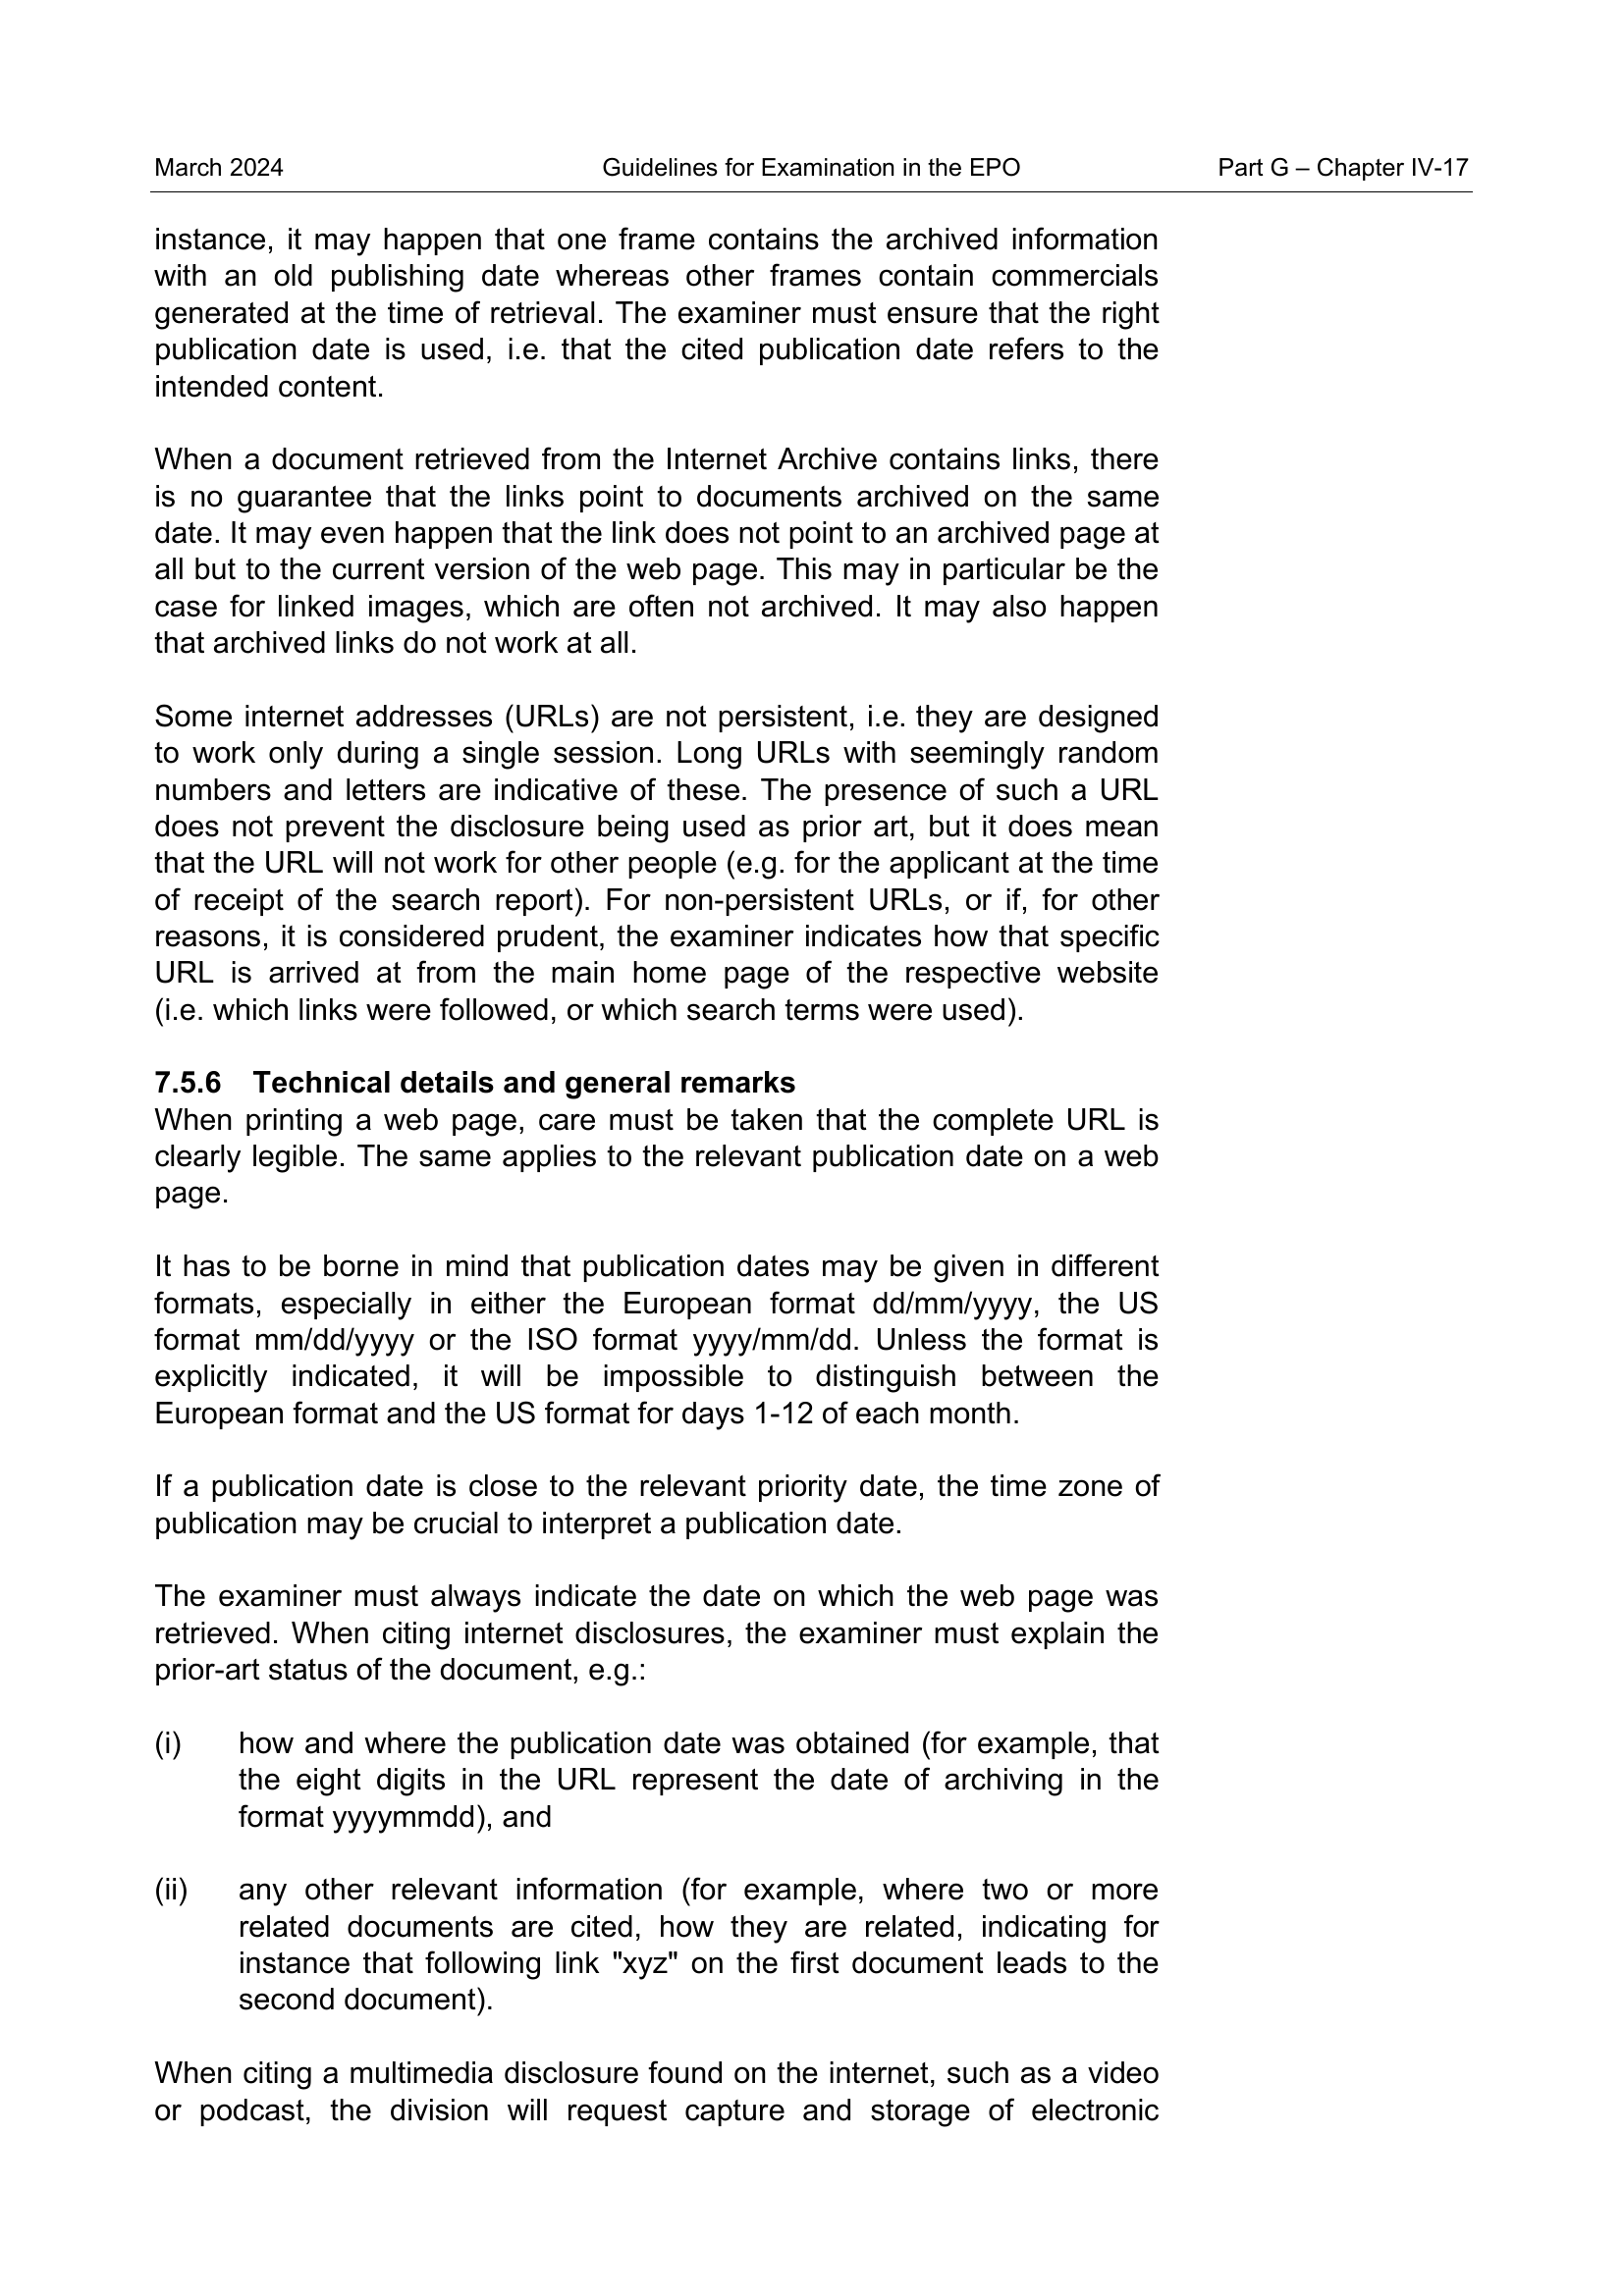 March 2024 Guidelines for Examination in the EPO Part G – Chapter IV-17
instance, it may happen that one frame contains the archived information
with an old publishing date whereas other frames contain commercials
generated at the time of retrieval. The examiner must ensure that the right
publication date is used, i.e. that the cited publication date refers to the
intended content.
When a document retrieved from the Internet Archive contains links, there
is no guarantee that the links point to documents archived on the same
date. It may even happen that the link does not point to an archived page at
all but to the current version of the web page. This may in particular be the
case for linked images, which are often not archived. It may also happen
that archived links do not work at all.
Some internet addresses (URLs) are not persistent, i.e. they are designed
to work only during a single session. Long URLs with seemingly random
numbers and letters are indicative of these. The presence of such a URL
does not prevent the disclosure being used as prior art, but it does mean
that the URL will not work for other people (e.g. for the applicant at the time
of receipt of the search report). For non-persistent URLs, or if, for other
reasons, it is considered prudent, the examiner indicates how that specific
URL is arrived at from the main home page of the respective website
(i.e. which links were followed, or which search terms were used).
7.5.6 Technical details and general remarks
When printing a web page, care must be taken that the complete URL is
clearly legible. The same applies to the relevant publication date on a web
page.
It has to be borne in mind that publication dates may be given in different
formats, especially in either the European format dd/mm/yyyy, the US
format mm/dd/yyyy or the ISO format yyyy/mm/dd. Unless the format is
explicitly indicated, it will be impossible to distinguish between the
European format and the US format for days 1-12 of each month.
If a publication date is close to the relevant priority date, the time zone of
publication may be crucial to interpret a publication date.
The examiner must always indicate the date on which the web page was
retrieved. When citing internet disclosures, the examiner must explain the
prior-art status of the document, e.g.:
(i) how and where the publication date was obtained (for example, that
the eight digits in the URL represent the date of archiving in the
format yyyymmdd), and
(ii) any other relevant information (for example, where two or more
related documents are cited, how they are related, indicating for
instance that following link "xyz" on the first document leads to the
second document).
When citing a multimedia disclosure found on the internet, such as a video
or podcast, the division will request capture and storage of electronic